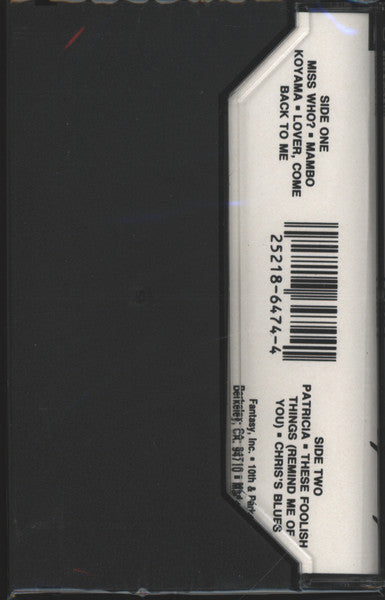 SIDE ONE
MISS WHO? ▪ MAMBO
KOYAMA ▪ LOVER, COME
BACK TO ME
25218-6474-4
SIDE TWO
PATRICIA ▪ THESE FOOLISH
THINGS (REMIND ME OF
YOU) ▪ CHRIS'S BLUES
Fantasy, Inc. ▪ 10th &
Berkeley, CA. 94710 ▪